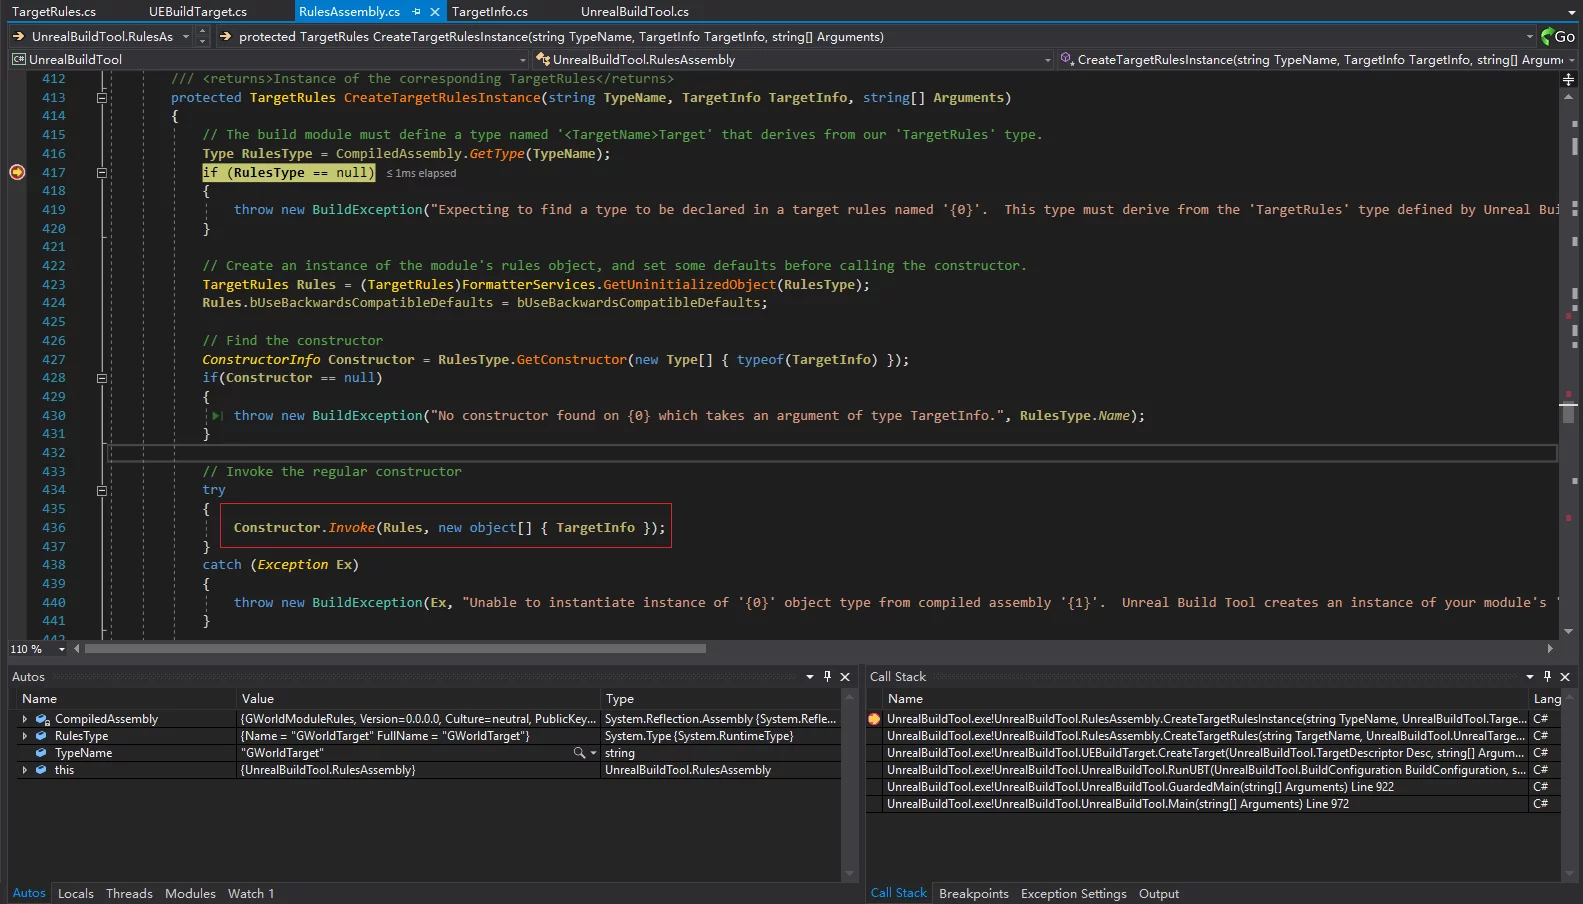 TargetRules.cs UEBuildTarget.cs RulesAssembly.cs TargetInfo.cs UnrealBuildTool.cs
UnrealBuildTool.RulesAs protected TargetRules CreateTargetRulesInstance(string TypeName, TargetInfo TargetInfo, string[] Arguments) Go
C# UnrealBuildTool UnrealBuildTool.RulesAssembly CreateTargetRulesInstance(string TypeName, TargetInfo TargetInfo, string[] Argum
412 /// <returns>Instance of the corresponding TargetRules</returns>
413 protected TargetRules CreateTargetRulesInstance(string TypeName, TargetInfo TargetInfo, string[] Arguments)
414 {
415 // The build module must define a type named '<TargetName>Target' that derives from our 'TargetRules' type.
416 Type RulesType = CompiledAssembly.GetType(TypeName);
417 if (RulesType == null) ≤ 1ms elapsed
418 {
419 throw new BuildException("Expecting to find a type to be declared in a target rules named '{0}'.  This type must derive from the 'TargetRules' type defined by Unreal Bui
420 }
421
422 // Create an instance of the module's rules object, and set some defaults before calling the constructor.
423 TargetRules Rules = (TargetRules)FormatterServices.GetUninitializedObject(RulesType);
424 Rules.bUseBackwardsCompatibleDefaults = bUseBackwardsCompatibleDefaults;
425
426 // Find the constructor
427 ConstructorInfo Constructor = RulesType.GetConstructor(new Type[] { typeof(TargetInfo) });
428 if(Constructor == null)
429 {
430 throw new BuildException("No constructor found on {0} which takes an argument of type TargetInfo.", RulesType.Name);
431 }
432
433 // Invoke the regular constructor
434 try
435 {
436 Constructor.Invoke(Rules, new object[] { TargetInfo });
437 }
438 catch (Exception Ex)
439 {
440 throw new BuildException(Ex, "Unable to instantiate instance of '{0}' object type from compiled assembly '{1}'.  Unreal Build Tool creates an instance of your module's '
441 }
442
110 %
Autos
Name Value Type
CompiledAssembly {GWorldModuleRules, Version=0.0.0.0, Culture=neutral, PublicKey... System.Reflection.Assembly {System.Refle...
RulesType {Name = "GWorldTarget" FullName = "GWorldTarget"} System.Type {System.RuntimeType}
TypeName "GWorldTarget" string
this {UnrealBuildTool.RulesAssembly} UnrealBuildTool.RulesAssembly
Autos Locals Threads Modules Watch 1
Call Stack
Name Lang
UnrealBuildTool.exe!UnrealBuildTool.RulesAssembly.CreateTargetRulesInstance(string TypeName, UnrealBuildTool.Targe... C#
UnrealBuildTool.exe!UnrealBuildTool.RulesAssembly.CreateTargetRules(string TargetName, UnrealBuildTool.UnrealTarge... C#
UnrealBuildTool.exe!UnrealBuildTool.UEBuildTarget.CreateTarget(UnrealBuildTool.TargetDescriptor Desc, string[] Argum... C#
UnrealBuildTool.exe!UnrealBuildTool.UnrealBuildTool.RunUBT(UnrealBuildTool.BuildConfiguration BuildConfiguration, s... C#
UnrealBuildTool.exe!UnrealBuildTool.UnrealBuildTool.GuardedMain(string[] Arguments) Line 922 C#
UnrealBuildTool.exe!UnrealBuildTool.UnrealBuildTool.Main(string[] Arguments) Line 972 C#
Call Stack Breakpoints Exception Settings Output